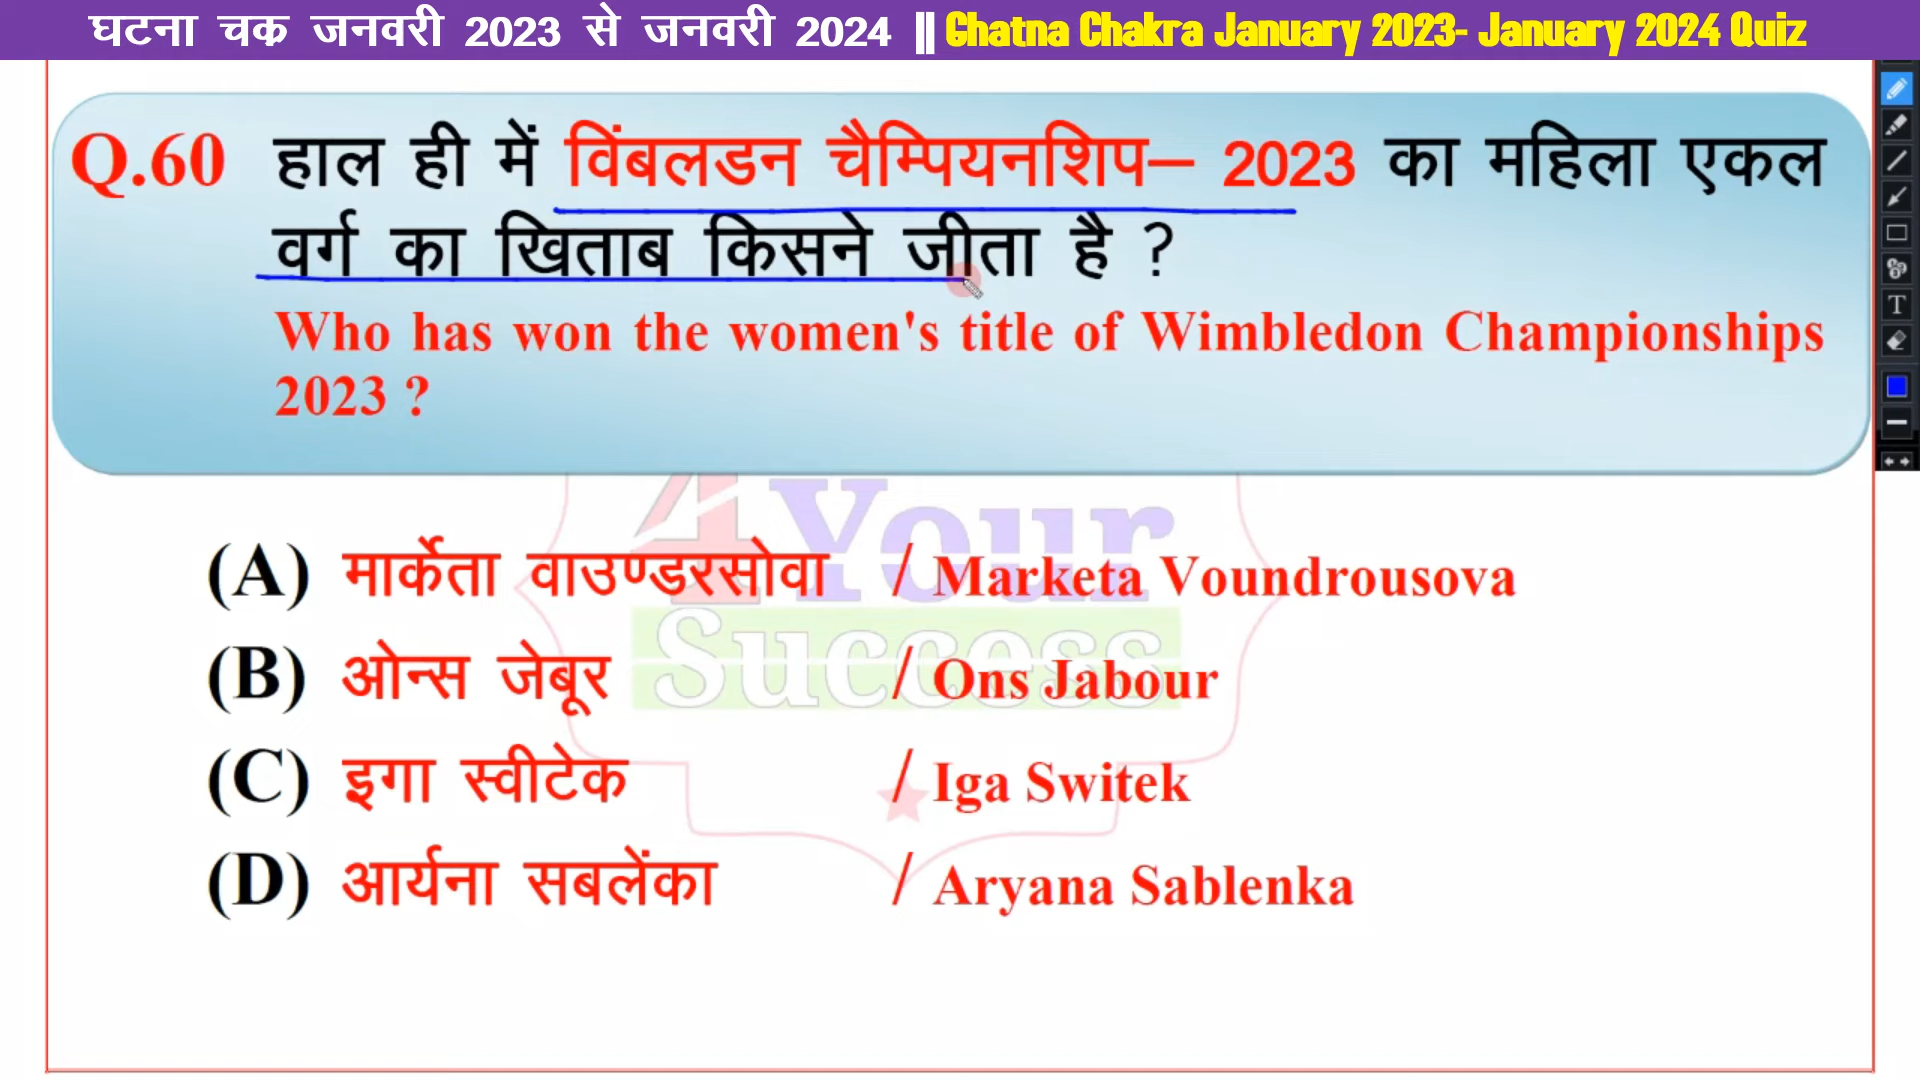 घटना चक्र जनवरी 2023 से जनवरी 2024 || Ghatna Chakra January 2023- January 2024 Quiz
Q.60 हाल ही में विंबलडन चैम्पियनशिप– 2023 का महिला एकल
वर्ग का खिताब किसने जीता है ?
Who has won the women's title of Wimbledon Championships
2023 ?
4Your
Success
(A) मार्केता वाउण्डरसोवा / Marketa Voundrousova
(B) ओन्स जेबूर / Ons Jabour
(C) इगा स्वीटेक / Iga Switek
(D) आर्यना सबलेंका / Aryana Sablenka
T